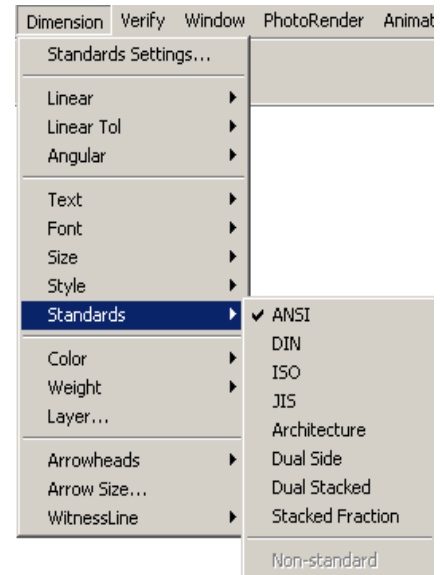 Dimension Verify Window PhotoRender Animat
Standards Settings...
Linear
Linear Tol
Angular
Text
Font
Size
Style
Standards
Color
Weight
Layer...
Arrowheads
Arrow Size...
WitnessLine
ANSI
DIN
ISO
JIS
Architecture
Dual Side
Dual Stacked
Stacked Fraction
Non-standard